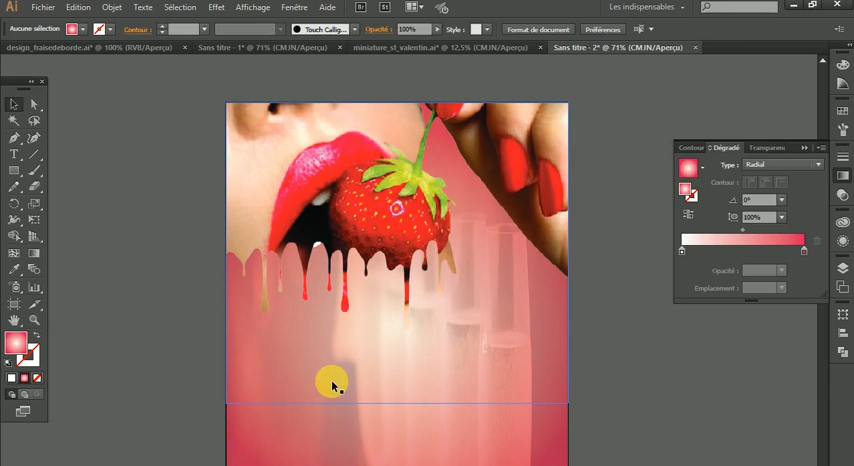 Ai Fichier Edition Objet Texte Sélection Effet Affichage Fenêtre Aide Br St Les indispensables
Aucune sélection Contour : Touch Callig... Opacité : 100% Style : Format de document Préférences
design_fraisedeborde.ai* @ 100% (RVB/Aperçu) × Sans titre - 1* @ 71% (CMJN/Aperçu) × miniature_st_valentin.ai* @ 12,5% (CMJN/Aperçu) × Sans titre - 2* @ 71% (CMJN/Aperçu) ×
Contour Dégradé Transparenc
Type : Radial
Contour :
0°
100%
Opacité :
Emplacement :
T